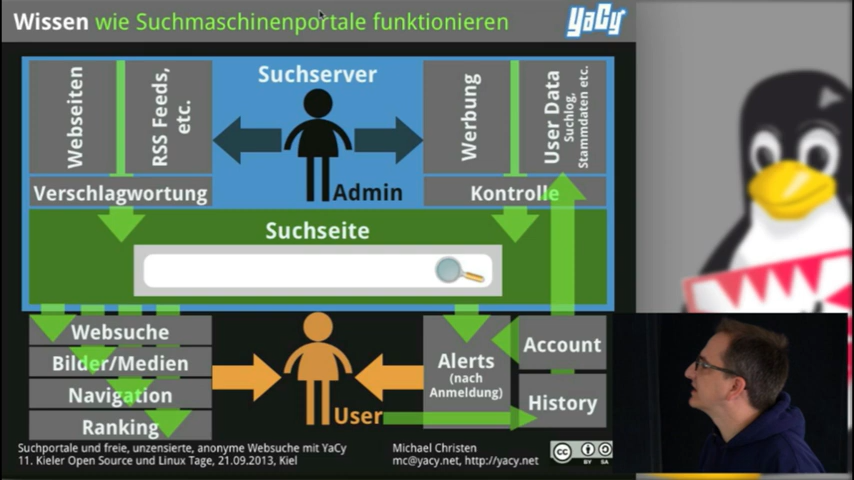 Wissen wie Suchmaschinenportale funktionieren
YaCy
Suchserver
Webseiten
RSS Feeds,
etc.
Werbung
User Data
Suchlog,
Stammdaten etc.
Verschlagwortung
Admin
Kontrolle
Suchseite
Websuche
Bilder/Medien
Navigation
Ranking
User
Alerts
(nach
Anmeldung)
Account
History
Suchportale und freie, unzensierte, anonyme Websuche mit YaCy
11. Kieler Open Source und Linux Tage, 21.09.2013, Kiel
Michael Christen
mc@yacy.net, http://yacy.net
cc
BY SA